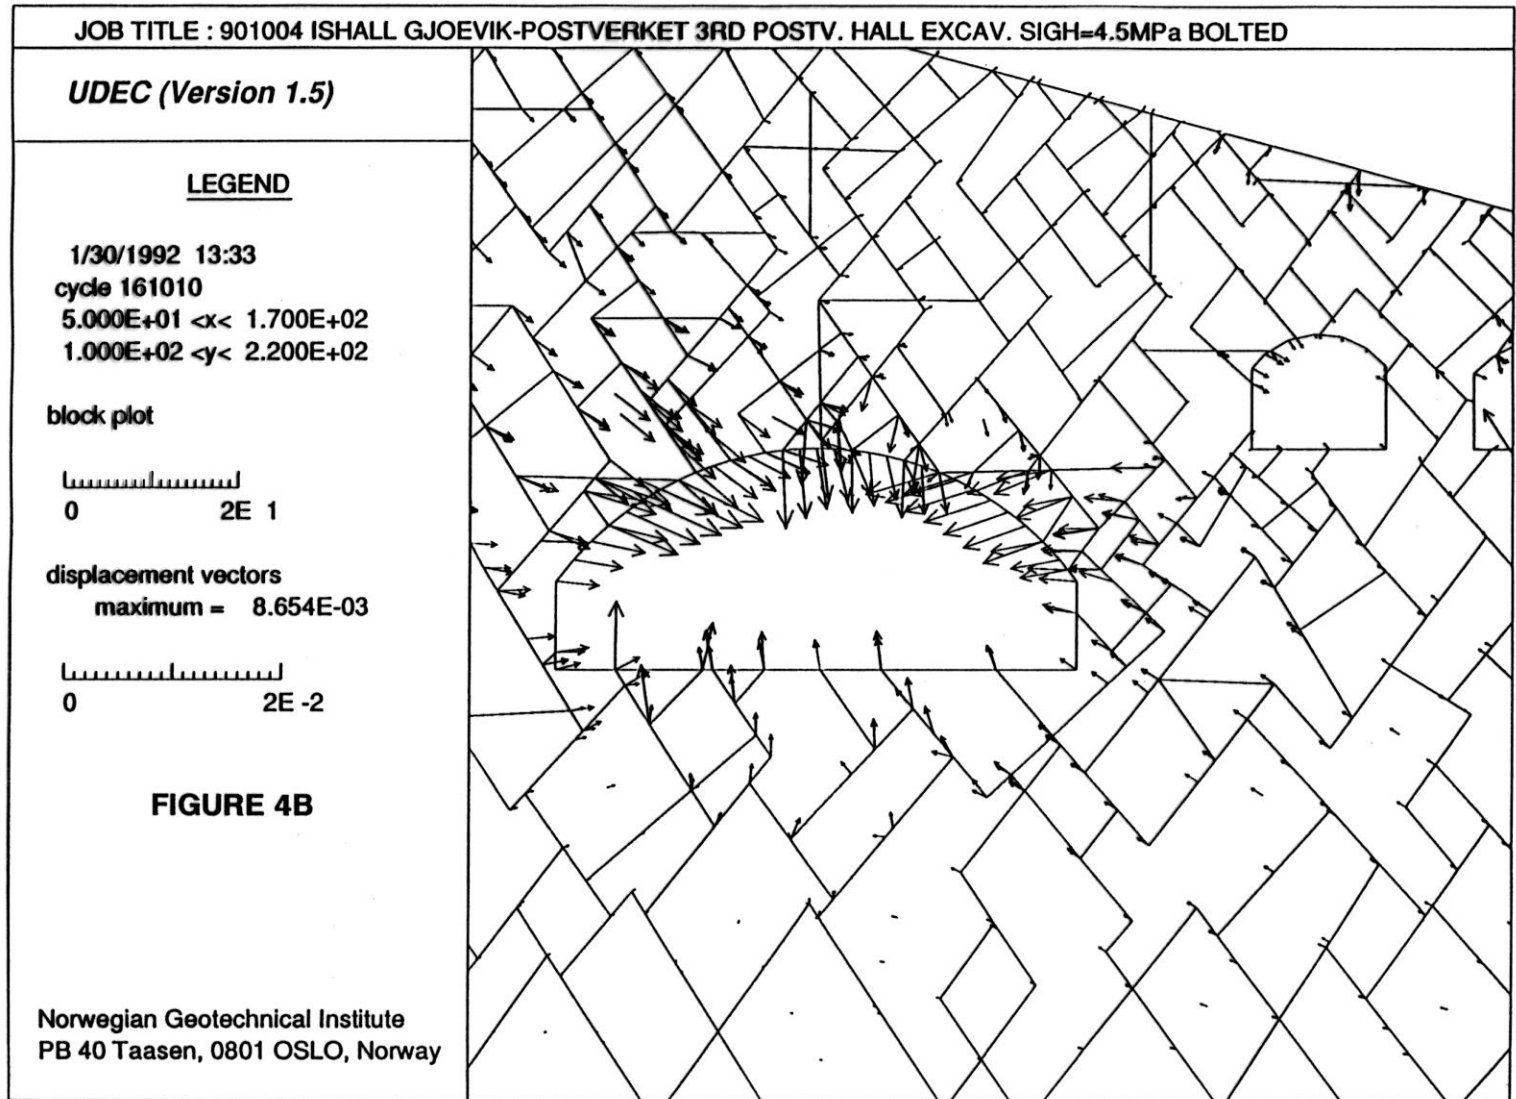 JOB TITLE : 901004 ISHALL GJOEVIK-POSTVERKET 3RD POSTV. HALL EXCAV. SIGH=4.5MPa BOLTED
UDEC (Version 1.5)
LEGEND
1/30/1992 13:33
cycle 161010
5.000E+01 <x< 1.700E+02
1.000E+02 <y< 2.200E+02
block plot
0 2E 1
displacement vectors
maximum = 8.654E-03
0 2E -2
FIGURE 4B
Norwegian Geotechnical Institute
PB 40 Taasen, 0801 OSLO, Norway